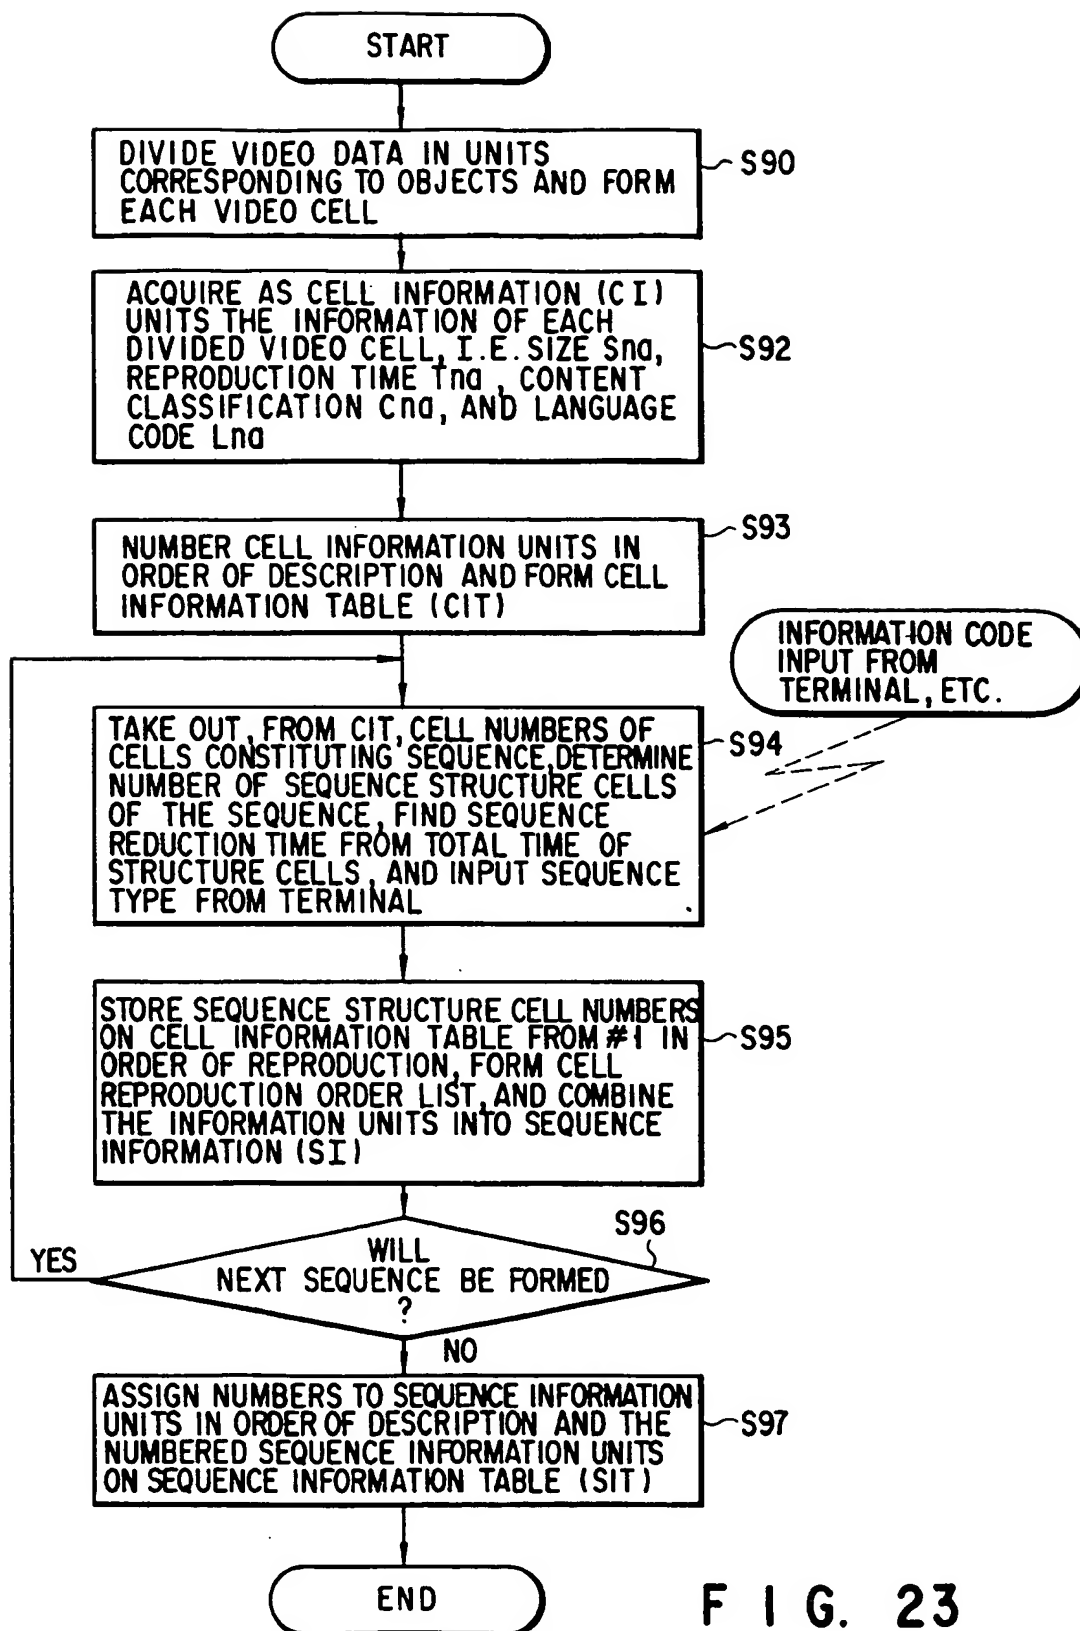 START
DIVIDE VIDEO DATA IN UNITS
CORRESPONDING TO OBJECTS AND FORM
EACH VIDEO CELL
S90
ACQUIRE AS CELL INFORMATION (CI)
UNITS THE INFORMATION OF EACH
DIVIDED VIDEO CELL, I.E. SIZE Sna,
REPRODUCTION TIME Tna, CONTENT
CLASSIFICATION Cna, AND LANGUAGE
CODE Lna
S92
NUMBER CELL INFORMATION UNITS IN
ORDER OF DESCRIPTION AND FORM CELL
INFORMATION TABLE (CIT)
S93
INFORMATION CODE
INPUT FROM
TERMINAL, ETC.
TAKE OUT, FROM CIT, CELL NUMBERS OF
CELLS CONSTITUTING SEQUENCE, DETERMINE
NUMBER OF SEQUENCE STRUCTURE CELLS
OF THE SEQUENCE, FIND SEQUENCE
REDUCTION TIME FROM TOTAL TIME OF
STRUCTURE CELLS, AND INPUT SEQUENCE
TYPE FROM TERMINAL
S94
STORE SEQUENCE STRUCTURE CELL NUMBERS
ON CELL INFORMATION TABLE FROM #1 IN
ORDER OF REPRODUCTION, FORM CELL
REPRODUCTION ORDER LIST, AND COMBINE
THE INFORMATION UNITS INTO SEQUENCE
INFORMATION (SI)
S95
S96
YES
WILL
NEXT SEQUENCE BE FORMED
?
NO
ASSIGN NUMBERS TO SEQUENCE INFORMATION
UNITS IN ORDER OF DESCRIPTION AND THE
NUMBERED SEQUENCE INFORMATION UNITS
ON SEQUENCE INFORMATION TABLE (SIT)
S97
END
FIG. 23